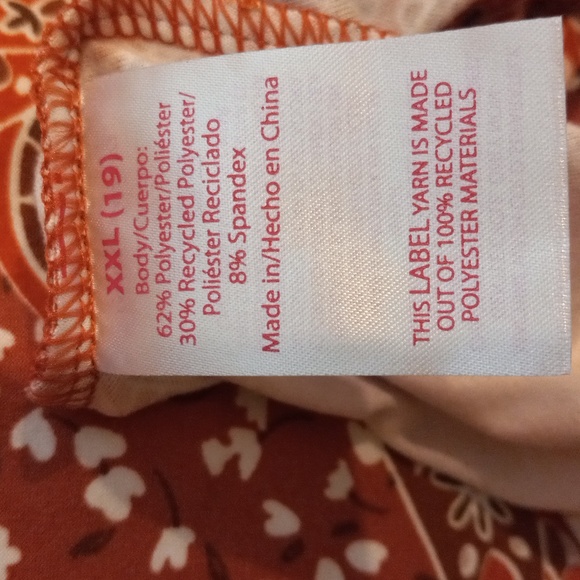 XXL (19)
Body/Cuerpo:
62% Polyester/Poliéster
30% Recycled Polyester/
Poliéster Reciclado
8% Spandex
Made in/Hecho en China
THIS LABEL YARN IS MADE
OUT OF 100% RECYCLED
POLYESTER MATERIALS